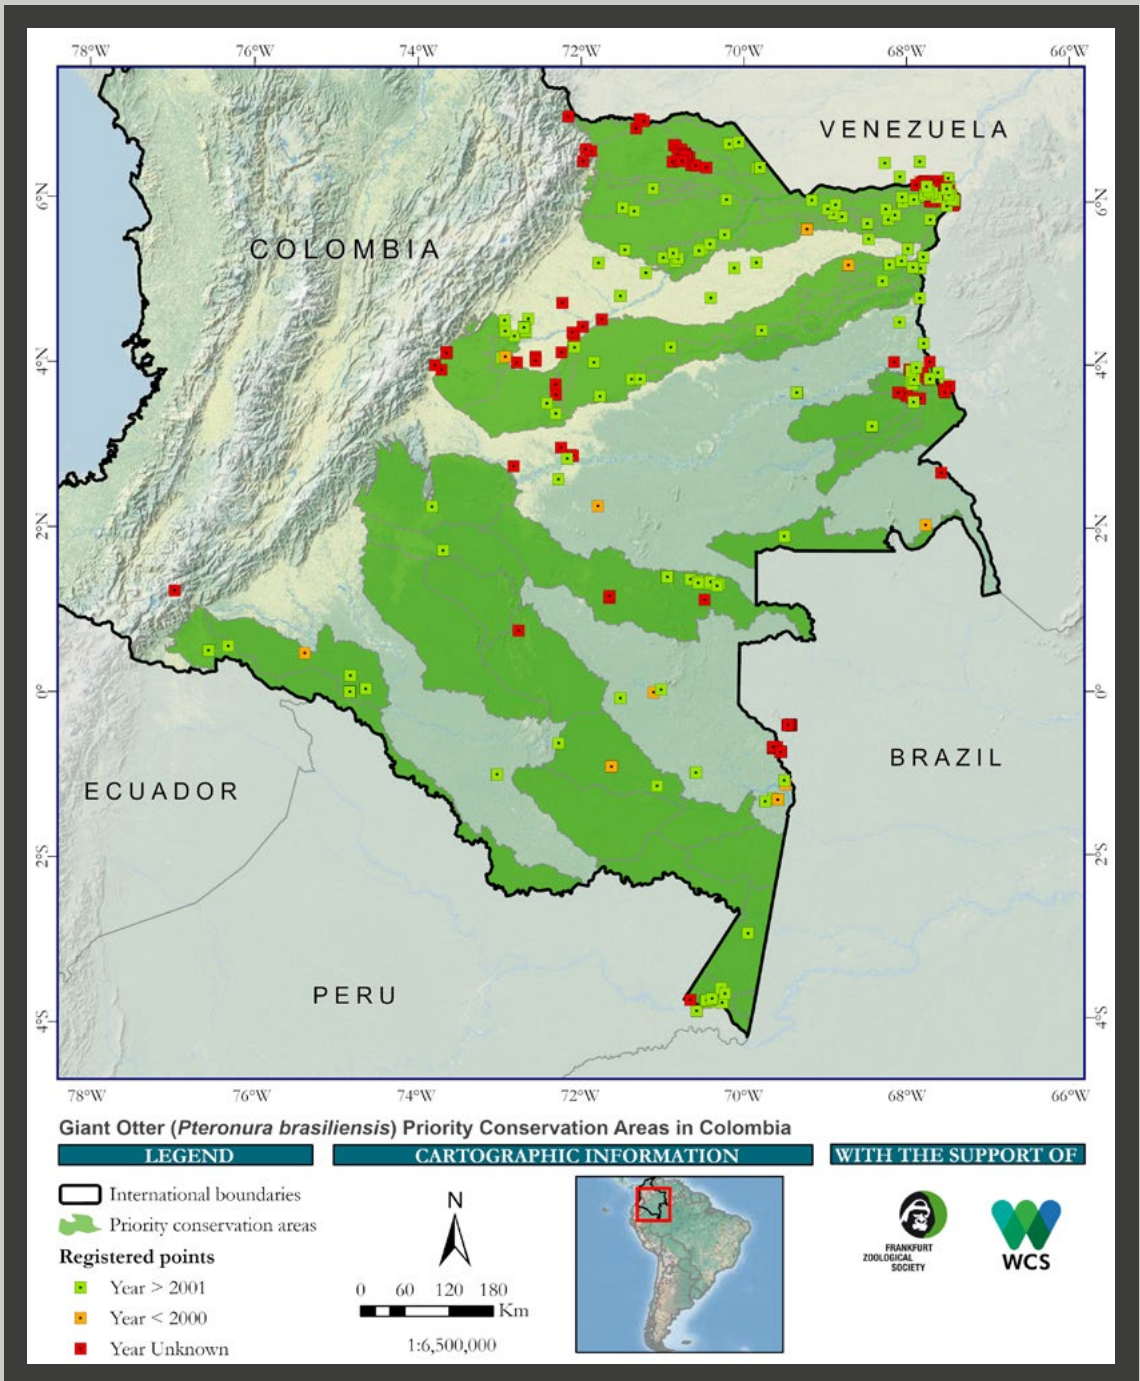 78°W 76°W 74°W 72°W 70°W 68°W 66°W
VENEZUELA
6°N 6°N
COLOMBIA
4°N 4°N
2°N 2°N
0° 0°
BRAZIL
ECUADOR
2°S 2°S
PERU
4°S 4°S
78°W 76°W 74°W 72°W 70°W 68°W 66°W
Giant Otter (Pteronura brasiliensis) Priority Conservation Areas in Colombia
LEGEND
International boundaries
Priority conservation areas
Registered points
Year > 2001
Year < 2000
Year Unknown
CARTOGRAPHIC INFORMATION
N
0 60 120 180
Km
1:6,500,000
WITH THE SUPPORT OF
FRANKFURT
ZOOLOGICAL
SOCIETY
WCS